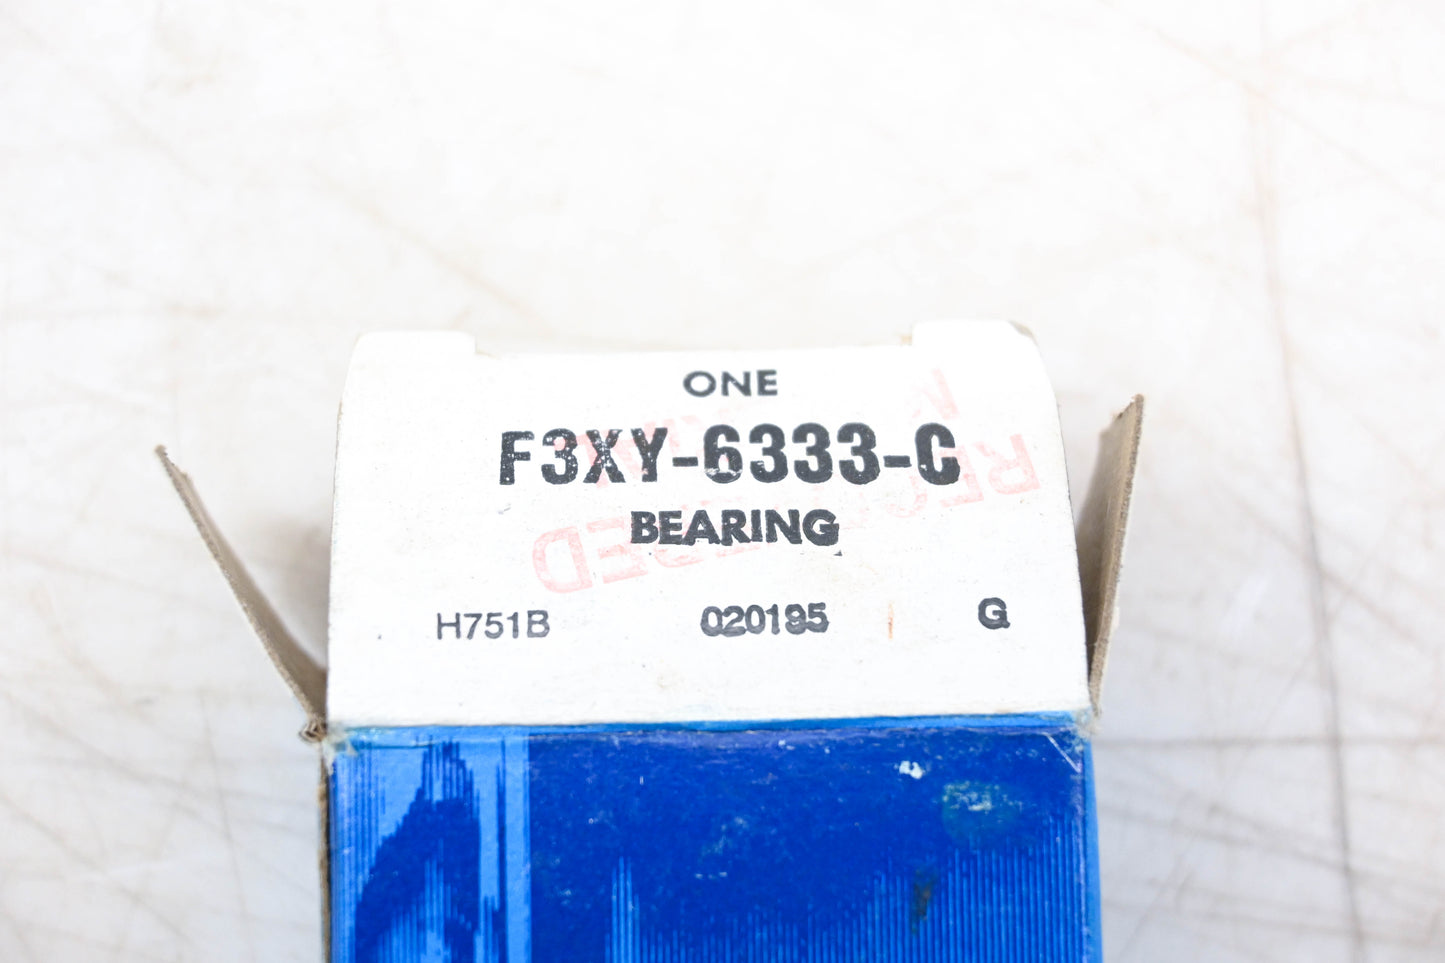 ONE
F3XY-6333-C
BEARING
H751B 020195 G